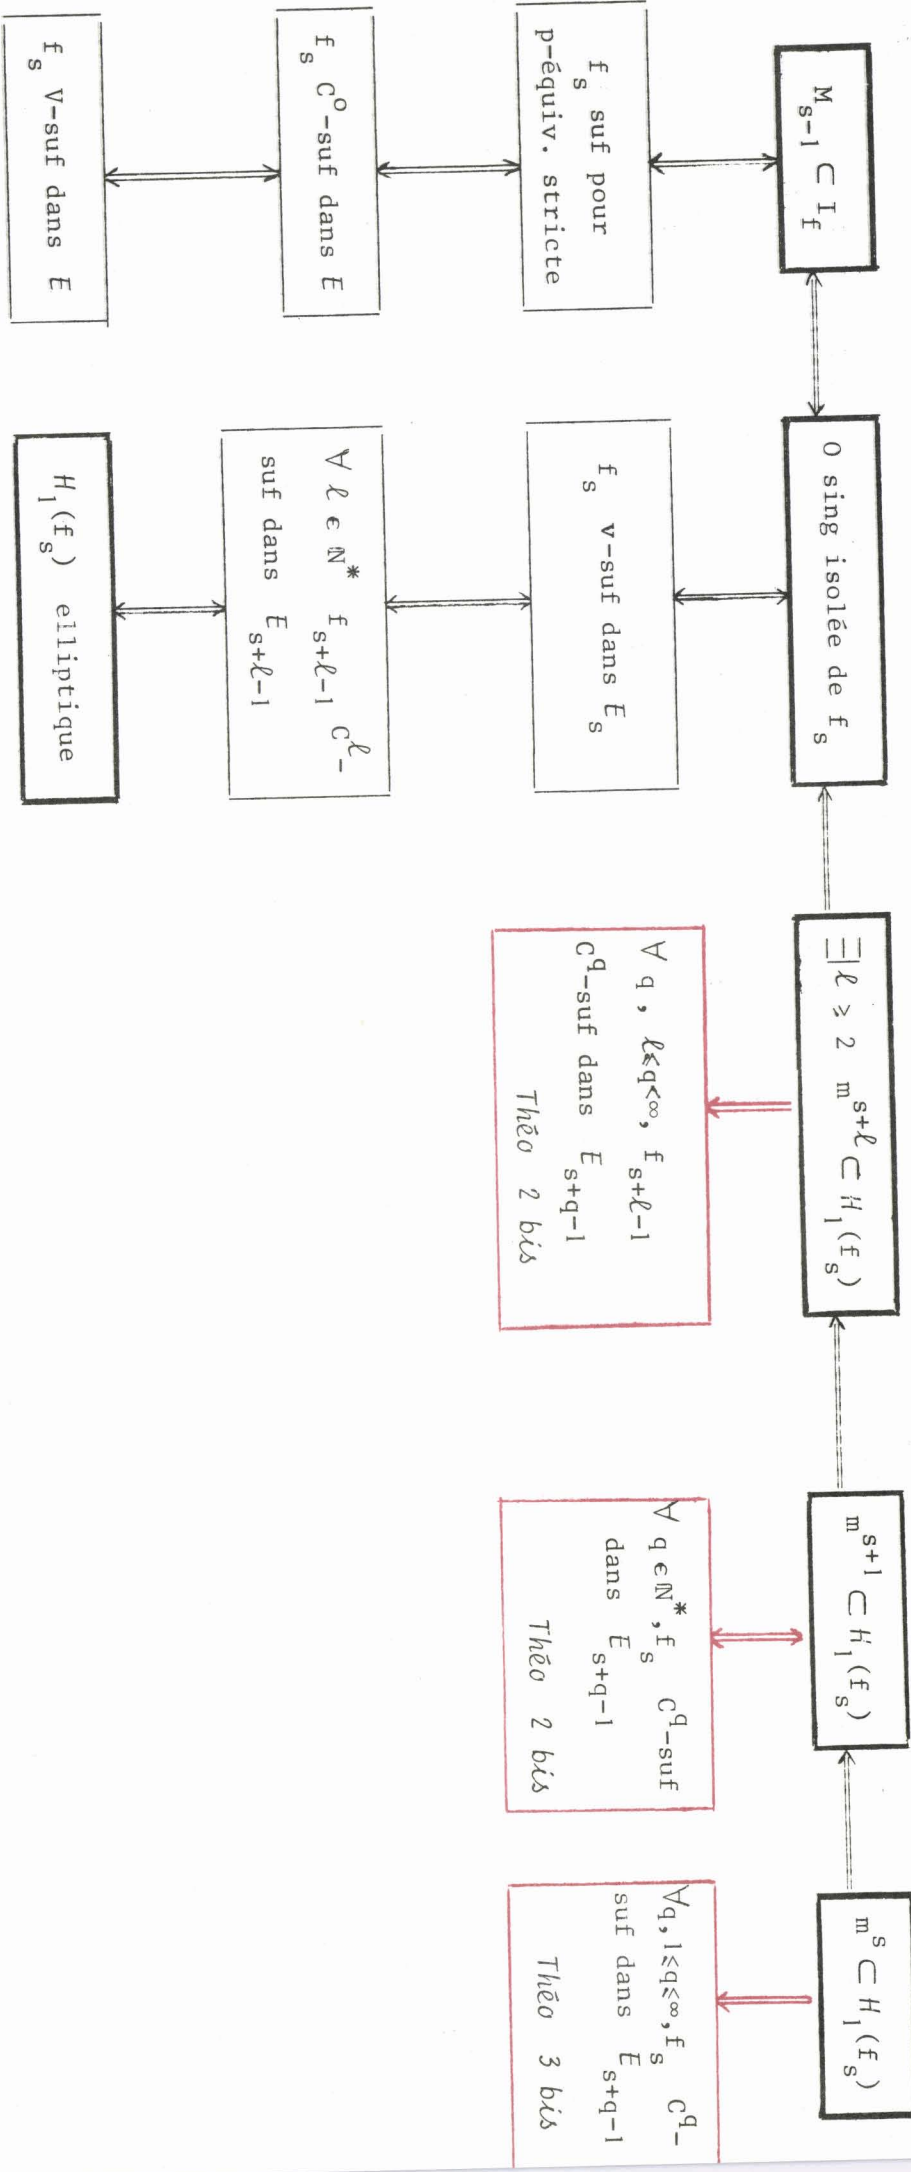 M_{s-1} ⊂ I_f
f_s suf pour
p-équiv. stricte
f_s C^o-suf dans E
f_s V-suf dans E
0 sing isolée de f_s
f_s v-suf dans E_s
∀ ℓ ϵ ℕ* f_{s+ℓ-1} C^ℓ-
suf dans E_{s+ℓ-1}
H_1(f_s) elliptique
∃ℓ ⩾ 2 m^{s+ℓ} ⊂ H_1(f_s)
∀ q, ℓ⩽q<∞, f_{s+ℓ-1}
C^q-suf dans E_{s+q-1}
Théo 2 bis
m^{s+1} ⊂ H_1(f_s)
∀ q ϵ ℕ*, f_s C^q-suf
dans E_{s+q-1}
Théo 2 bis
m^s ⊂ H_1(f_s)
∀q, 1⩽q⩽∞, f_s C^q-
suf dans E_{s+q-1}
Théo 3 bis